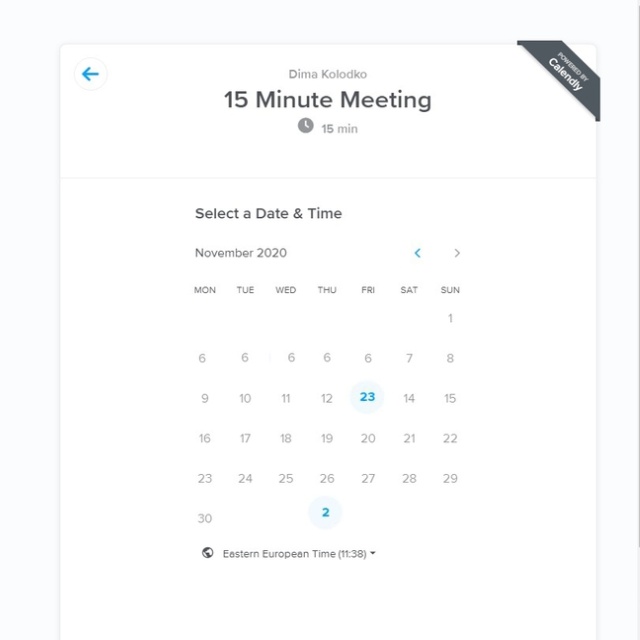 POWERED BY
Calendly
Dima Kolodko
15 Minute Meeting
15 min
Select a Date & Time
November 2020
MON TUE WED THU FRI SAT SUN
1
6 6 6 6 6 7 8
9 10 11 12 23 14 15
16 17 18 19 20 21 22
23 24 25 26 27 28 29
30 2
Eastern European Time (11:38)